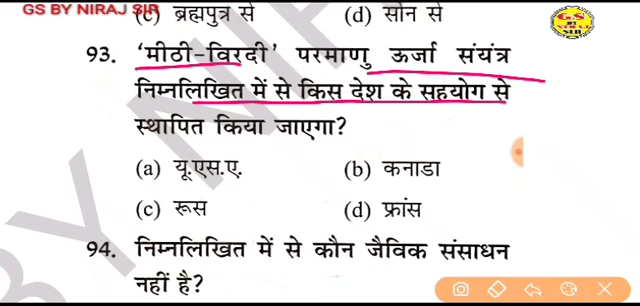 GS BY NIRAJ SIR
(c) ब्रह्मपुत्र से (d) सोन से
93. ‘मीठी-विरदी’ परमाणु ऊर्जा संयंत्र
निम्नलिखित में से किस देश के सहयोग से
स्थापित किया जाएगा?
(a) यू.एस.ए. (b) कनाडा
(c) रूस (d) फ्रांस
94. निम्नलिखित में से कौन जैविक संसाधन
नहीं है?